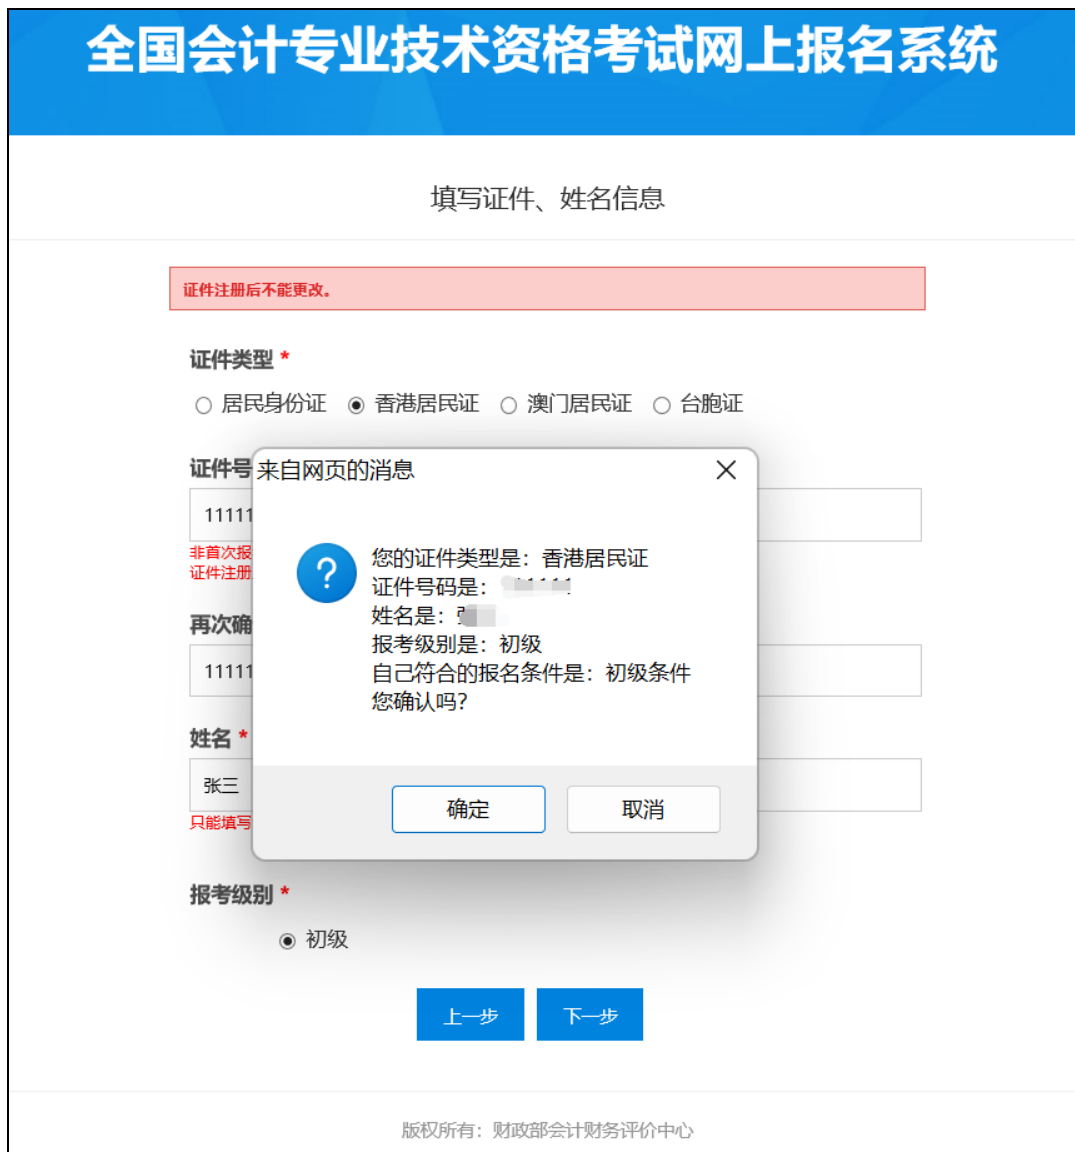 全国会计专业技术资格考试网上报名系统
填写证件、姓名信息
证件注册后不能更改。
证件类型 *
居民身份证 香港居民证 澳门居民证 台胞证
证件号
11111
非首次报
证件注册
再次确
11111
姓名 *
张三
只能填写
来自网页的消息
您的证件类型是：香港居民证
证件号码是：
姓名是：
报考级别是：初级
自己符合的报名条件是：初级条件
您确认吗？
确定 取消
报考级别 *
初级
上一步 下一步
版权所有：财政部会计财务评价中心